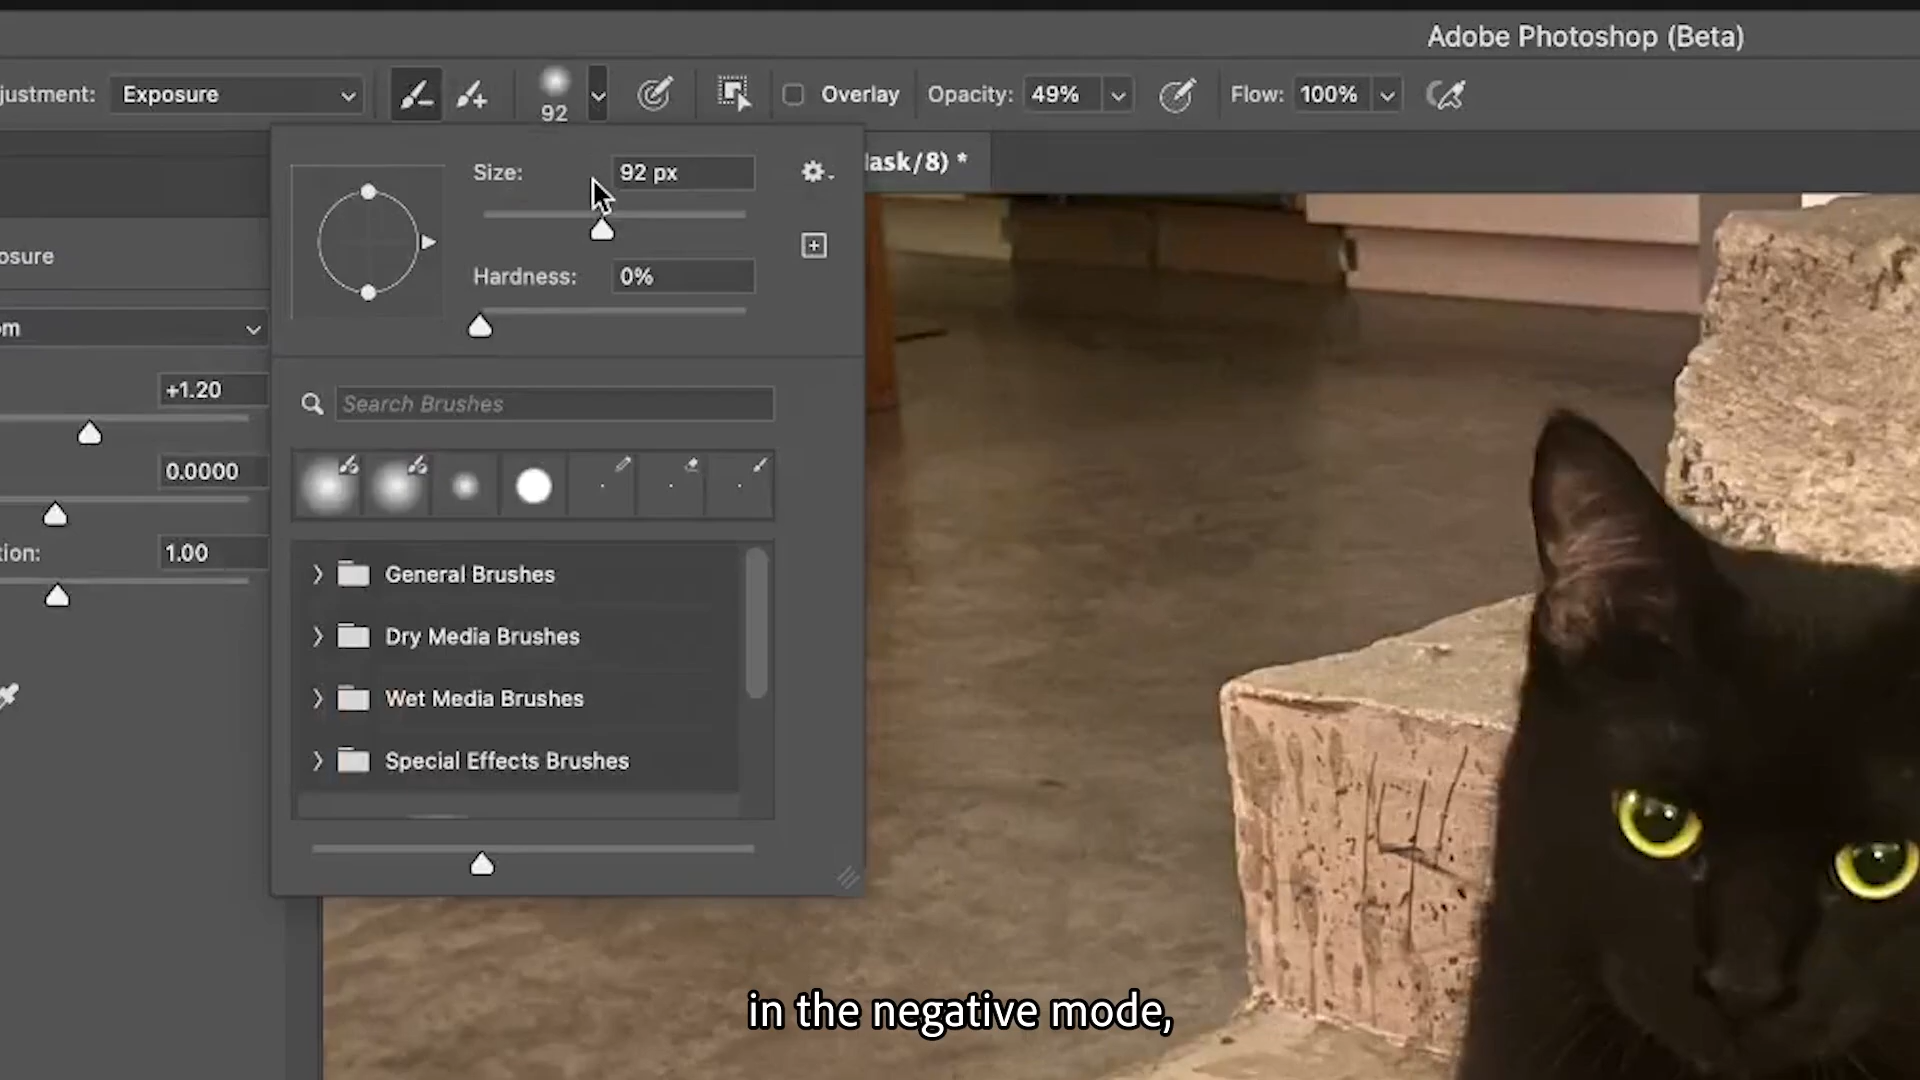 Adobe Photoshop (Beta)
justment: Exposure 92 Overlay Opacity: 49% Flow: 100%
Mask/8) *
Size: 92 px
osure
Hardness: 0%
om
+1.20
Search Brushes
0.0000
tion: 1.00
General Brushes
Dry Media Brushes
Wet Media Brushes
Special Effects Brushes
in the negative mode,